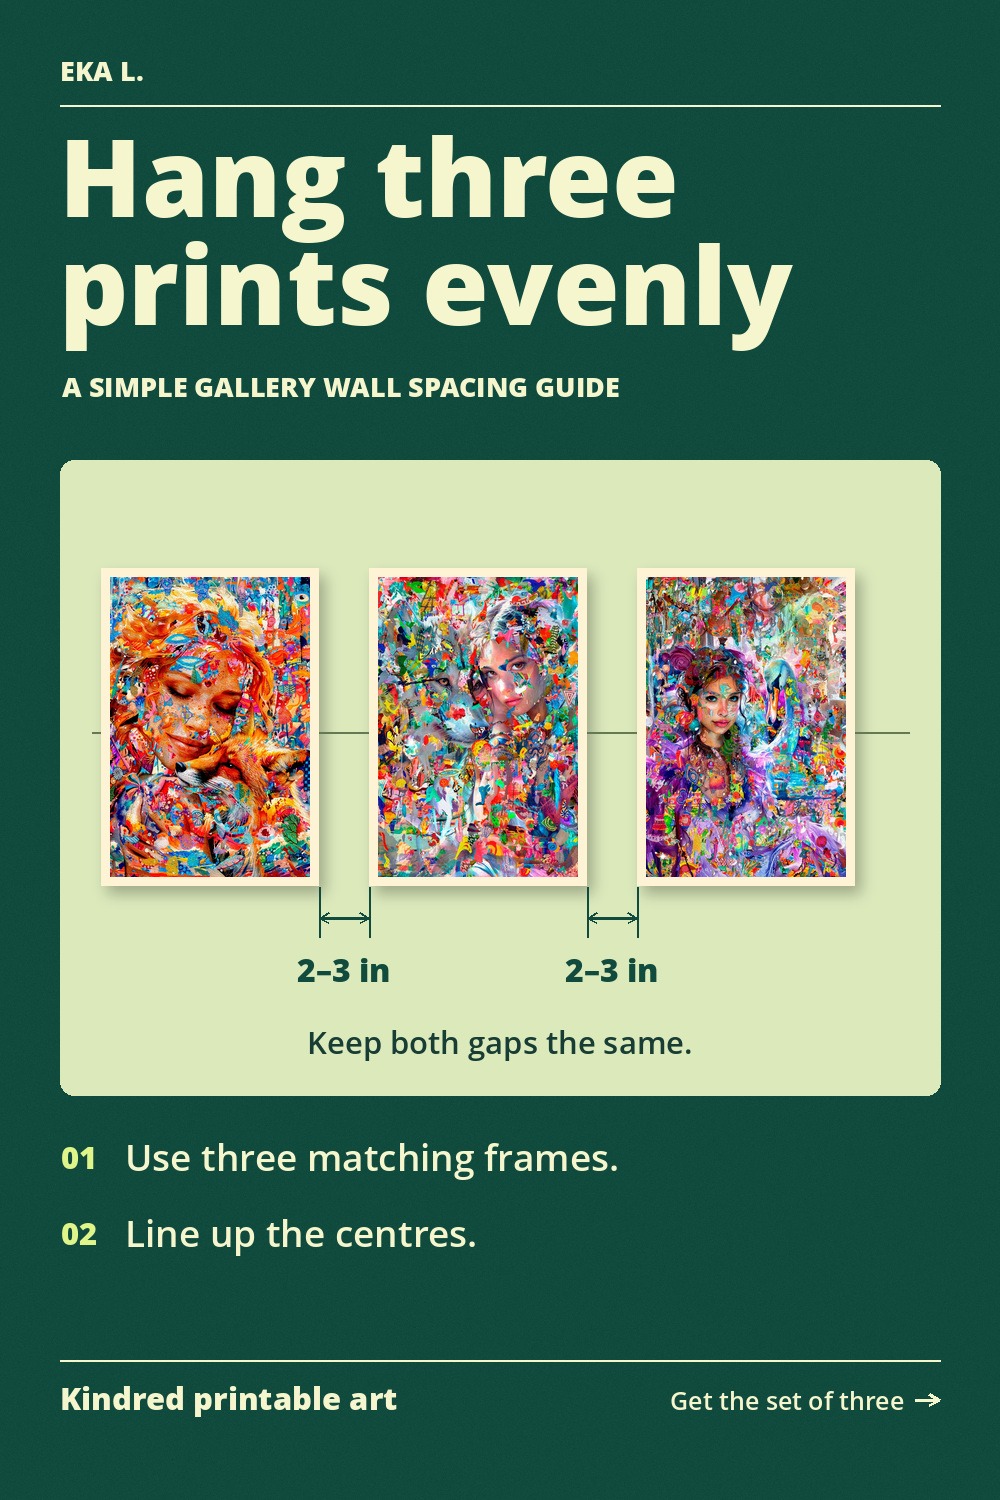 EKA L.
Hang three
prints evenly
A SIMPLE GALLERY WALL SPACING GUIDE
2–3 in
2–3 in
Keep both gaps the same.
01 Use three matching frames.
02 Line up the centres.
Kindred printable art
Get the set of three →